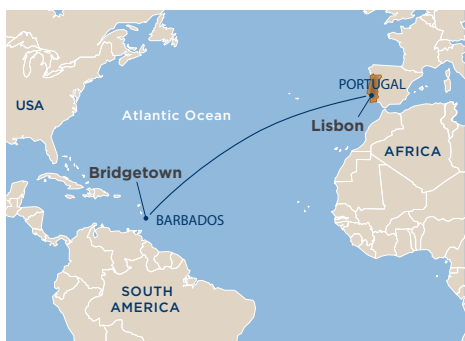 PORTUGAL
USA
Atlantic Ocean
Lisbon
AFRICA
Bridgetown
BARBADOS
SOUTH
AMERICA